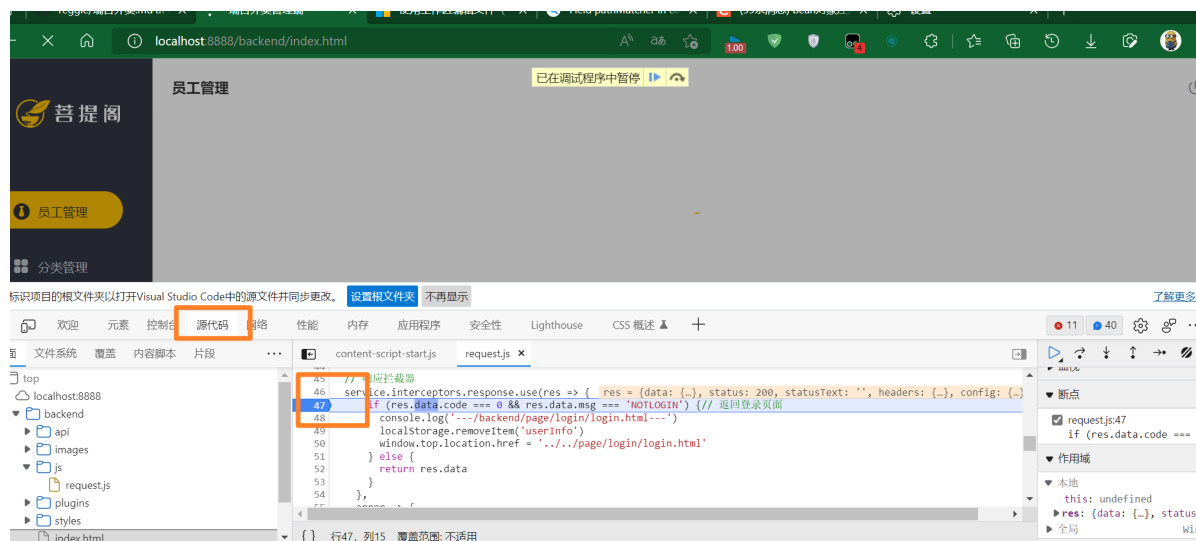 localhost:8888/backend/index.html
1.00
4
员工管理
已在调试程序中暂停
菩提阁
员工管理
分类管理
标识项目的根文件夹以打开Visual Studio Code中的源文件并同步更改。 设置根文件夹 不再显示 了解更多
欢迎 元素 控制台 源代码 网络 性能 内存 应用程序 安全性 Lighthouse CSS 概述 11 40
文件系统 覆盖 内容脚本 片段 content-script-start.js request.js
top
localhost:8888
backend
api
images
js
request.js
plugins
styles
index.html
45 // 响应拦截器
46 service.interceptors.response.use(res => { res = {data: {…}, status: 200, statusText: '', headers: {…}, config: {…}
47 if (res.data.code === 0 && res.data.msg === 'NOTLOGIN') {// 返回登录页面
48 console.log('---/backend/page/login/login.html---')
49 localStorage.removeItem('userInfo')
50 window.top.location.href = '../../page/login/login.html'
51 } else {
52 return res.data
53 }
54 },
{ } 行47，列15 覆盖范围: 不适用
断点
request.js:47
if (res.data.code ===
作用域
本地
this: undefined
res: {data: {…}, status
全局